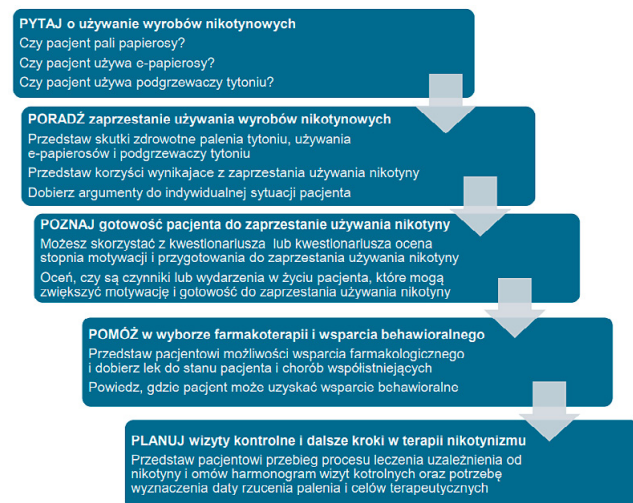 PYTAJ o używanie wyrobów nikotynowych
Czy pacjent pali papierosy?
Czy pacjent używa e-papierosy?
Czy pacjent używa podgrzewaczy tytoniu?
PORADŹ zaprzestanie używania wyrobów nikotynowych
Przedstaw skutki zdrowotne palenia tytoniu, używania
e-papierosów i podgrzewaczy tytoniu
Przedstaw korzyści wynikajace z zaprzestania używania nikotyny
Dobierz argumenty do indywidualnej sytuacji pacjenta
POZNAJ gotowość pacjenta do zaprzestanie używania nikotyny
Możesz skorzystać z kwestionariusza lub kwestionariusza ocena
stopnia motywacji i przygotowania do zaprzestania używania nikotyny
Oceń, czy są czynniki lub wydarzenia w życiu pacjenta, które mogą
zwiększyć motywację i gotowość do zaprzestania używania nikotyny
POMÓŻ w wyborze farmakoterapii i wsparcia behawioralnego
Przedstaw pacjentowi możliwości wsparcia farmakologicznego
i dobierz lek do stanu pacjenta i chorób współistniejących
Powiedz, gdzie pacjent może uzyskać wsparcie behawioralne
PLANUJ wizyty kontrolne i dalsze kroki w terapii nikotynizmu
Przedstaw pacjentowi przebieg procesu leczenia uzależnienia od
nikotyny i omów harmonogram wizyt kotrolnych oraz potrzebę
wyznaczenia daty rzucenia palenia i celów terapeutycznych